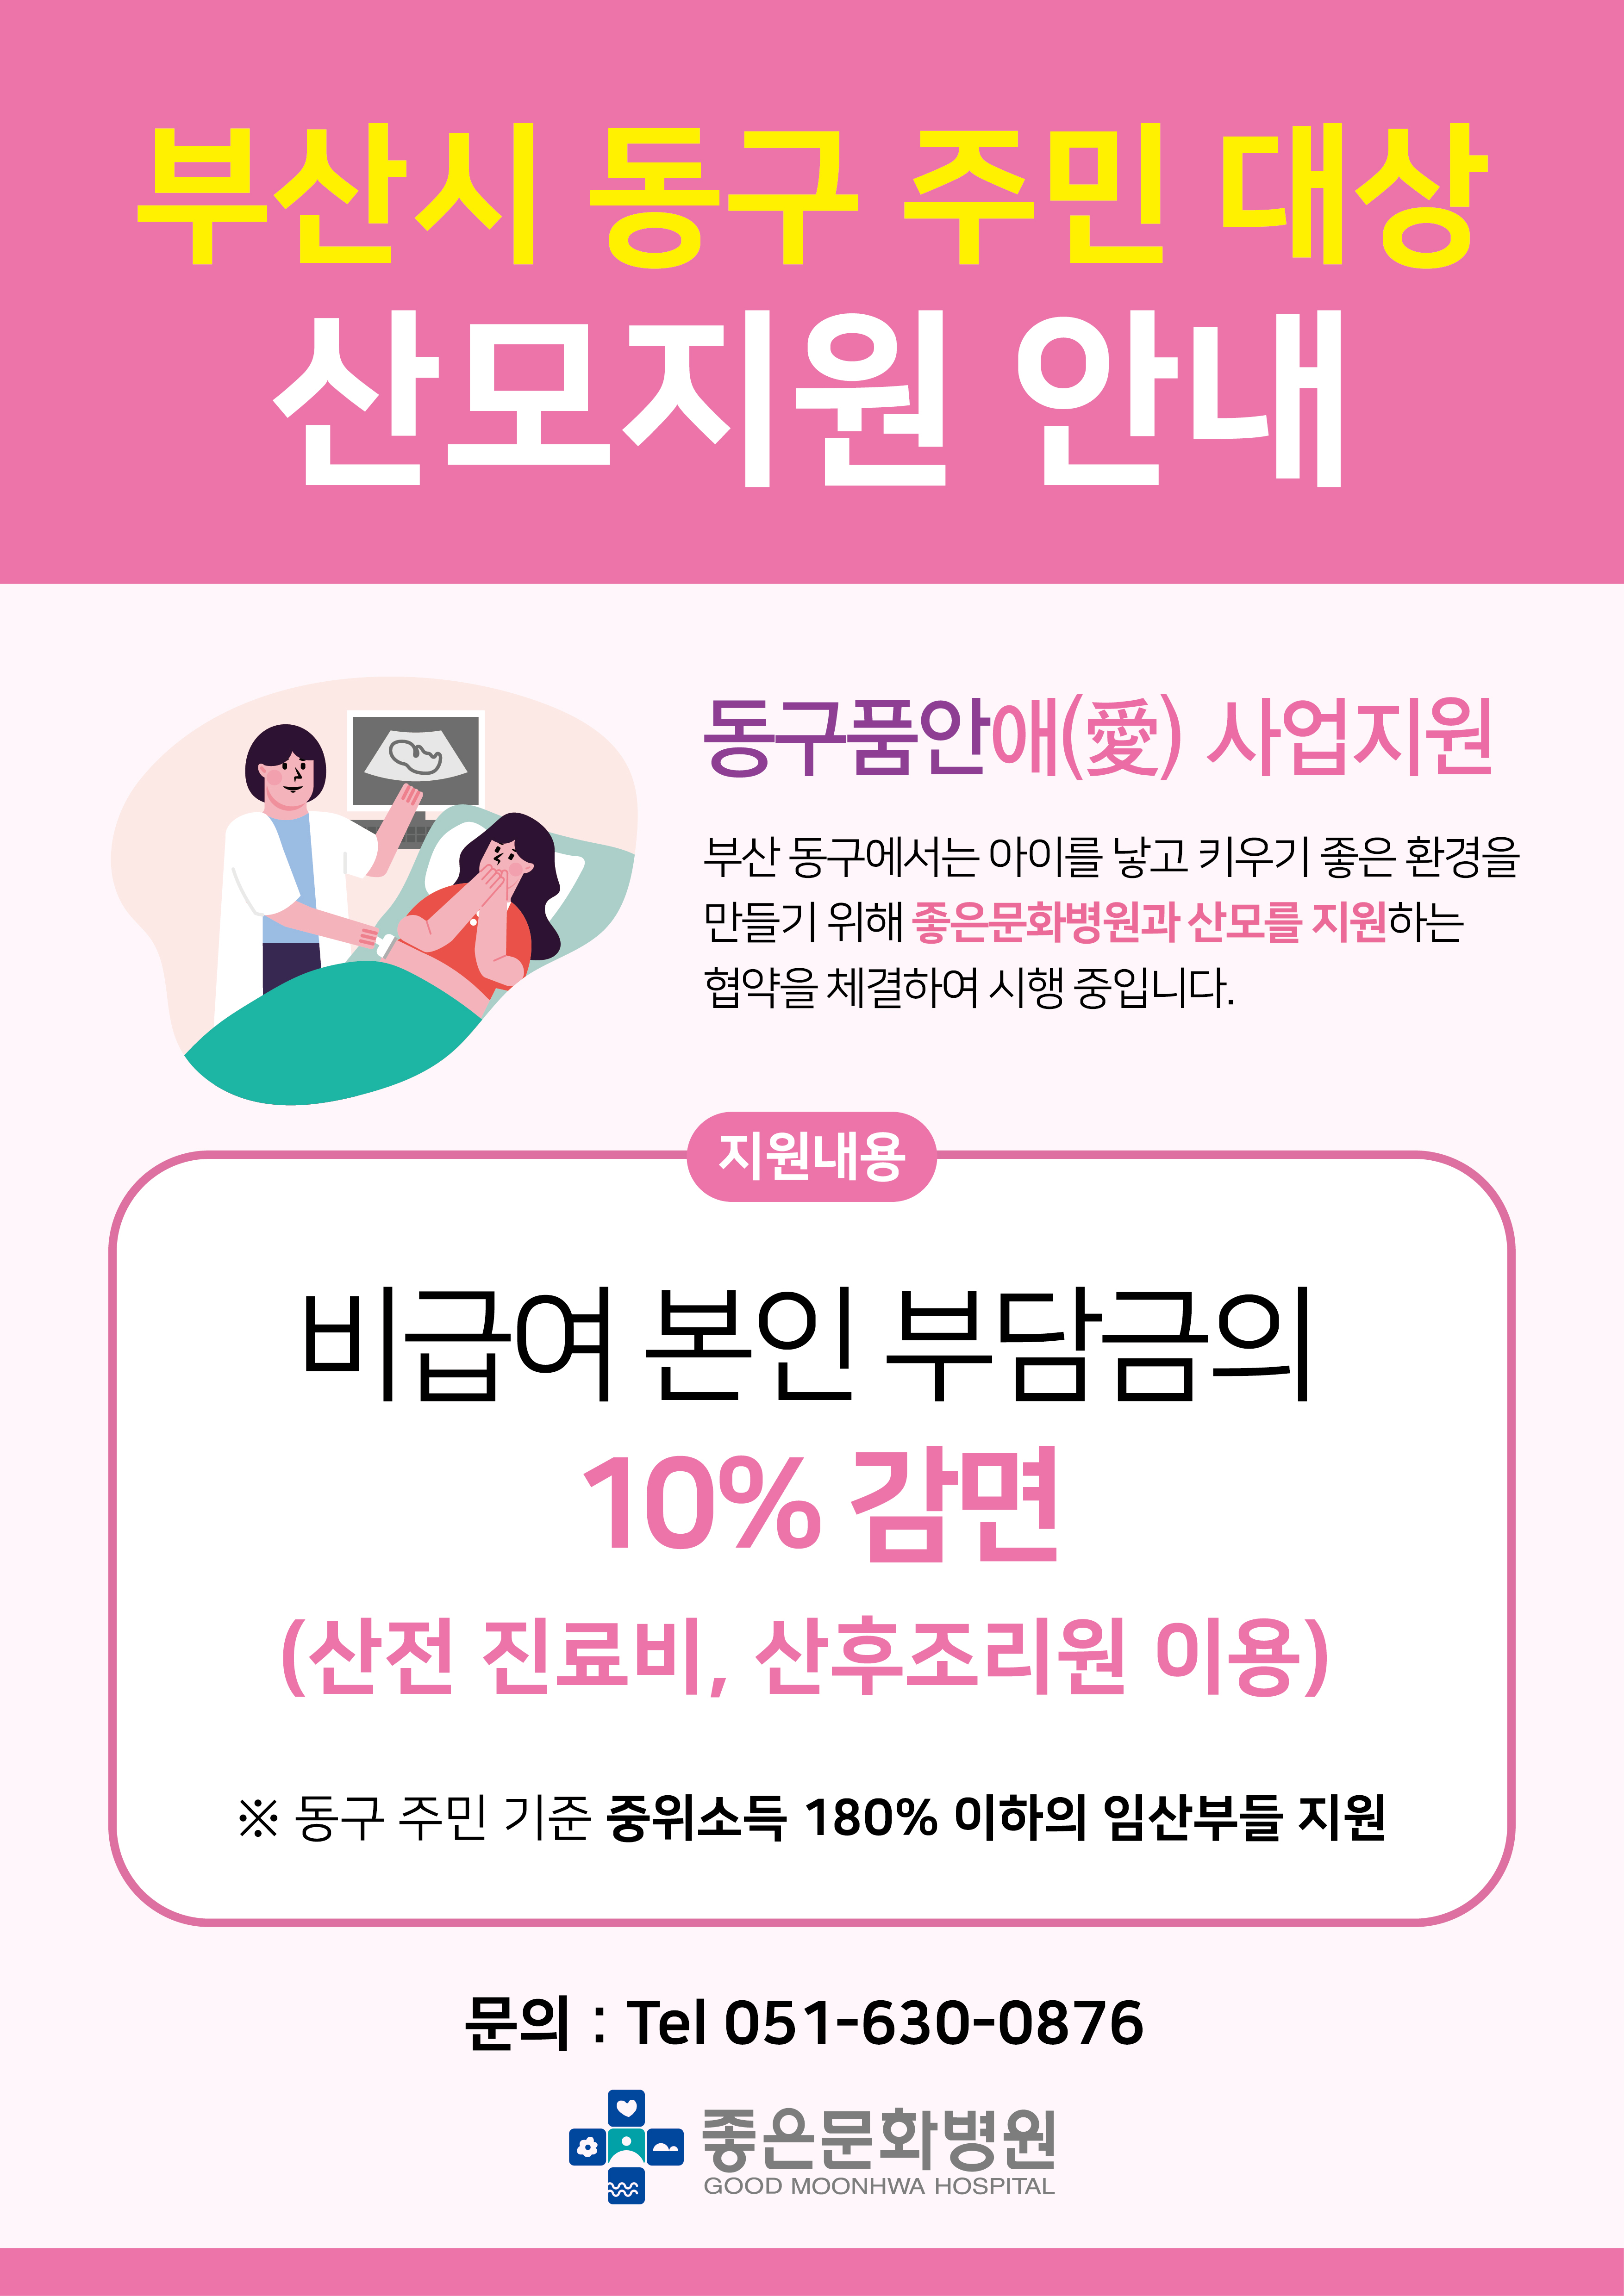 부산시 동구 주민 대상
산모지원 안내
동구품안애(愛) 사업지원
부산 동구에서는 아이를 낳고 키우기 좋은 환경을
만들기 위해 좋은문화병원과 산모를 지원하는
협약을 체결하여 시행 중입니다.
지원내용
비급여 본인 부담금의
10% 감면
(산전 진료비, 산후조리원 이용)
※ 동구 주민 기준 중위소득 180% 이하의 임산부들 지원
문의 : Tel 051-630-0876
좋은문화병원
GOOD MOONHWA HOSPITAL